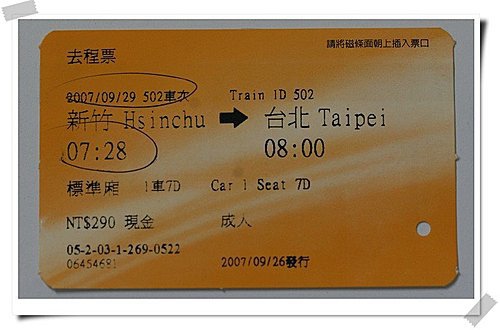 請將磁條面朝上插入票口
去程票
2007/09/29 502車次 Train ID 502
新竹 Hsinchu → 台北 Taipei
07:28 08:00
標準廂 1車7D Car 1 Seat 7D
NT$290 現金 成人
05-2-03-1-269-0522
06454681 2007/09/26發行